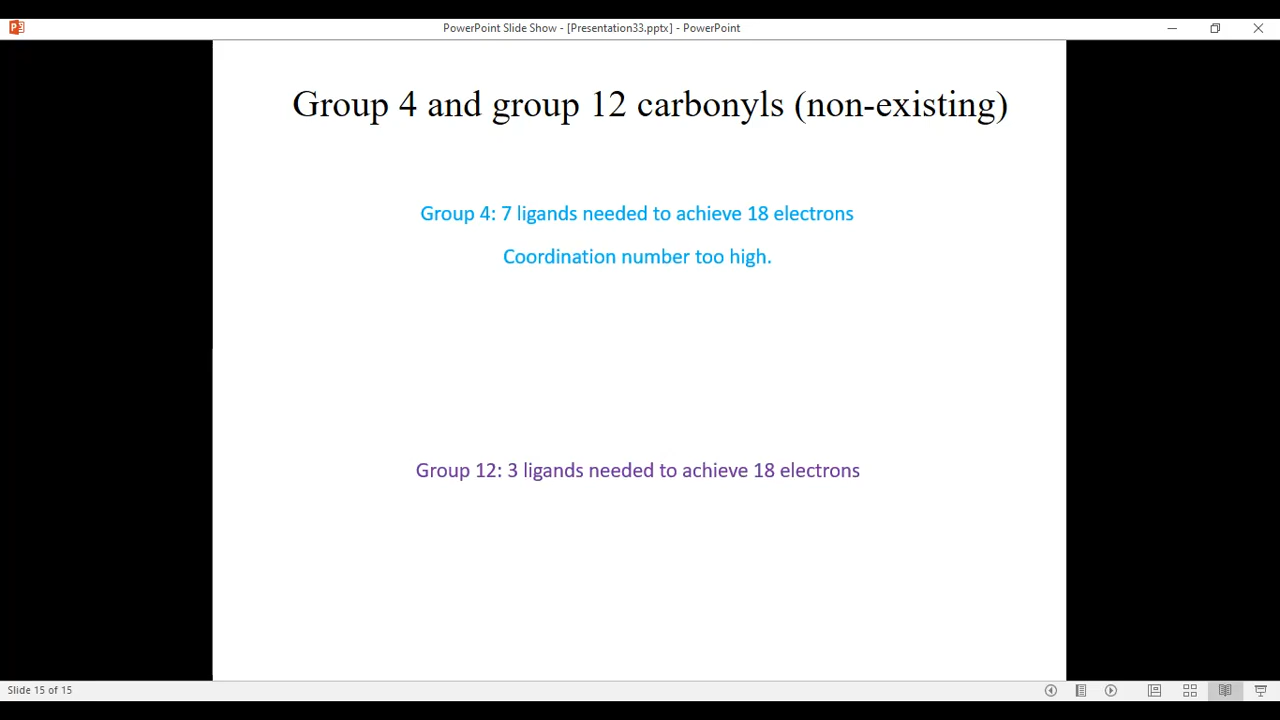 PowerPoint Slide Show - [Presentation33.pptx] - PowerPoint
Group 4 and group 12 carbonyls (non-existing)
Group 4: 7 ligands needed to achieve 18 electrons
Coordination number too high.
Group 12: 3 ligands needed to achieve 18 electrons
Slide 15 of 15